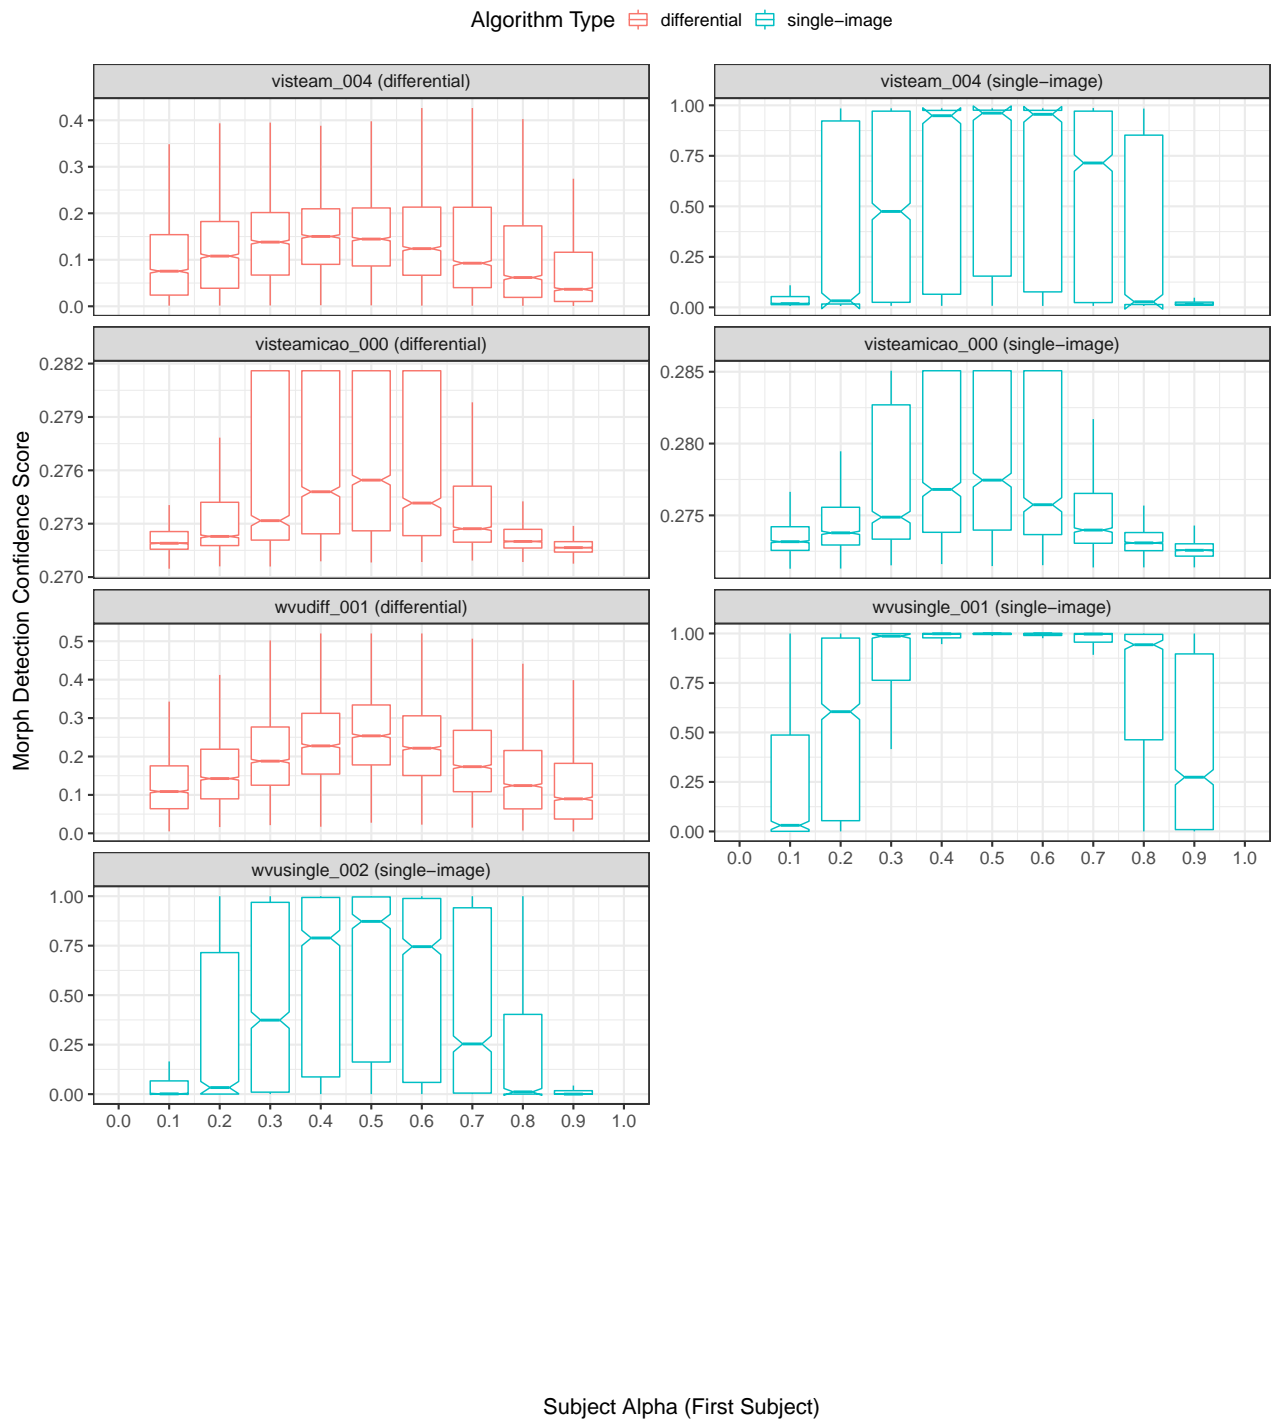 Algorithm Type differential single−image
visteam_004 (differential)
visteam_004 (single−image)
0.4
0.3
0.2
0.1
0.0
1.00
0.75
0.50
0.25
0.00
visteamicao_000 (differential)
visteamicao_000 (single−image)
0.282
0.279
0.276
0.273
0.270
0.285
0.280
0.275
Morph Detection Confidence Score
wvudiff_001 (differential)
wvusingle_001 (single−image)
0.5
0.4
0.3
0.2
0.1
0.0
1.00
0.75
0.50
0.25
0.00
0.0 0.1 0.2 0.3 0.4 0.5 0.6 0.7 0.8 0.9 1.0
wvusingle_002 (single−image)
1.00
0.75
0.50
0.25
0.00
0.0 0.1 0.2 0.3 0.4 0.5 0.6 0.7 0.8 0.9 1.0
Subject Alpha (First Subject)